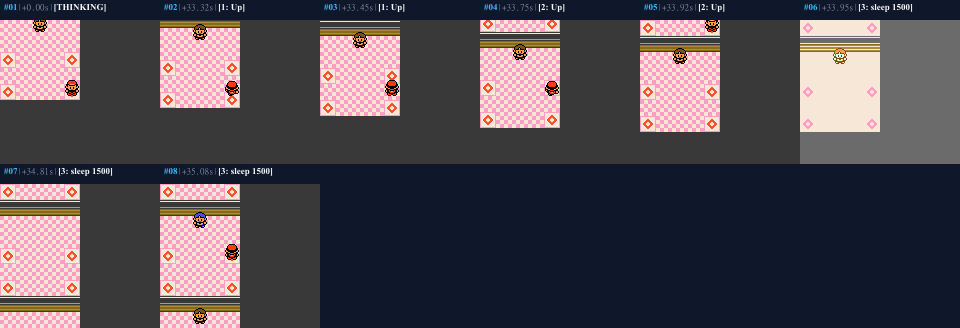 #01|+0.00s|[THINKING]
#02|+33.32s|[1: Up]
#03|+33.45s|[1: Up]
#04|+33.75s|[2: Up]
#05|+33.92s|[2: Up]
#06|+33.95s|[3: sleep 1500]
#07|+34.81s|[3: sleep 1500]
#08|+35.08s|[3: sleep 1500]